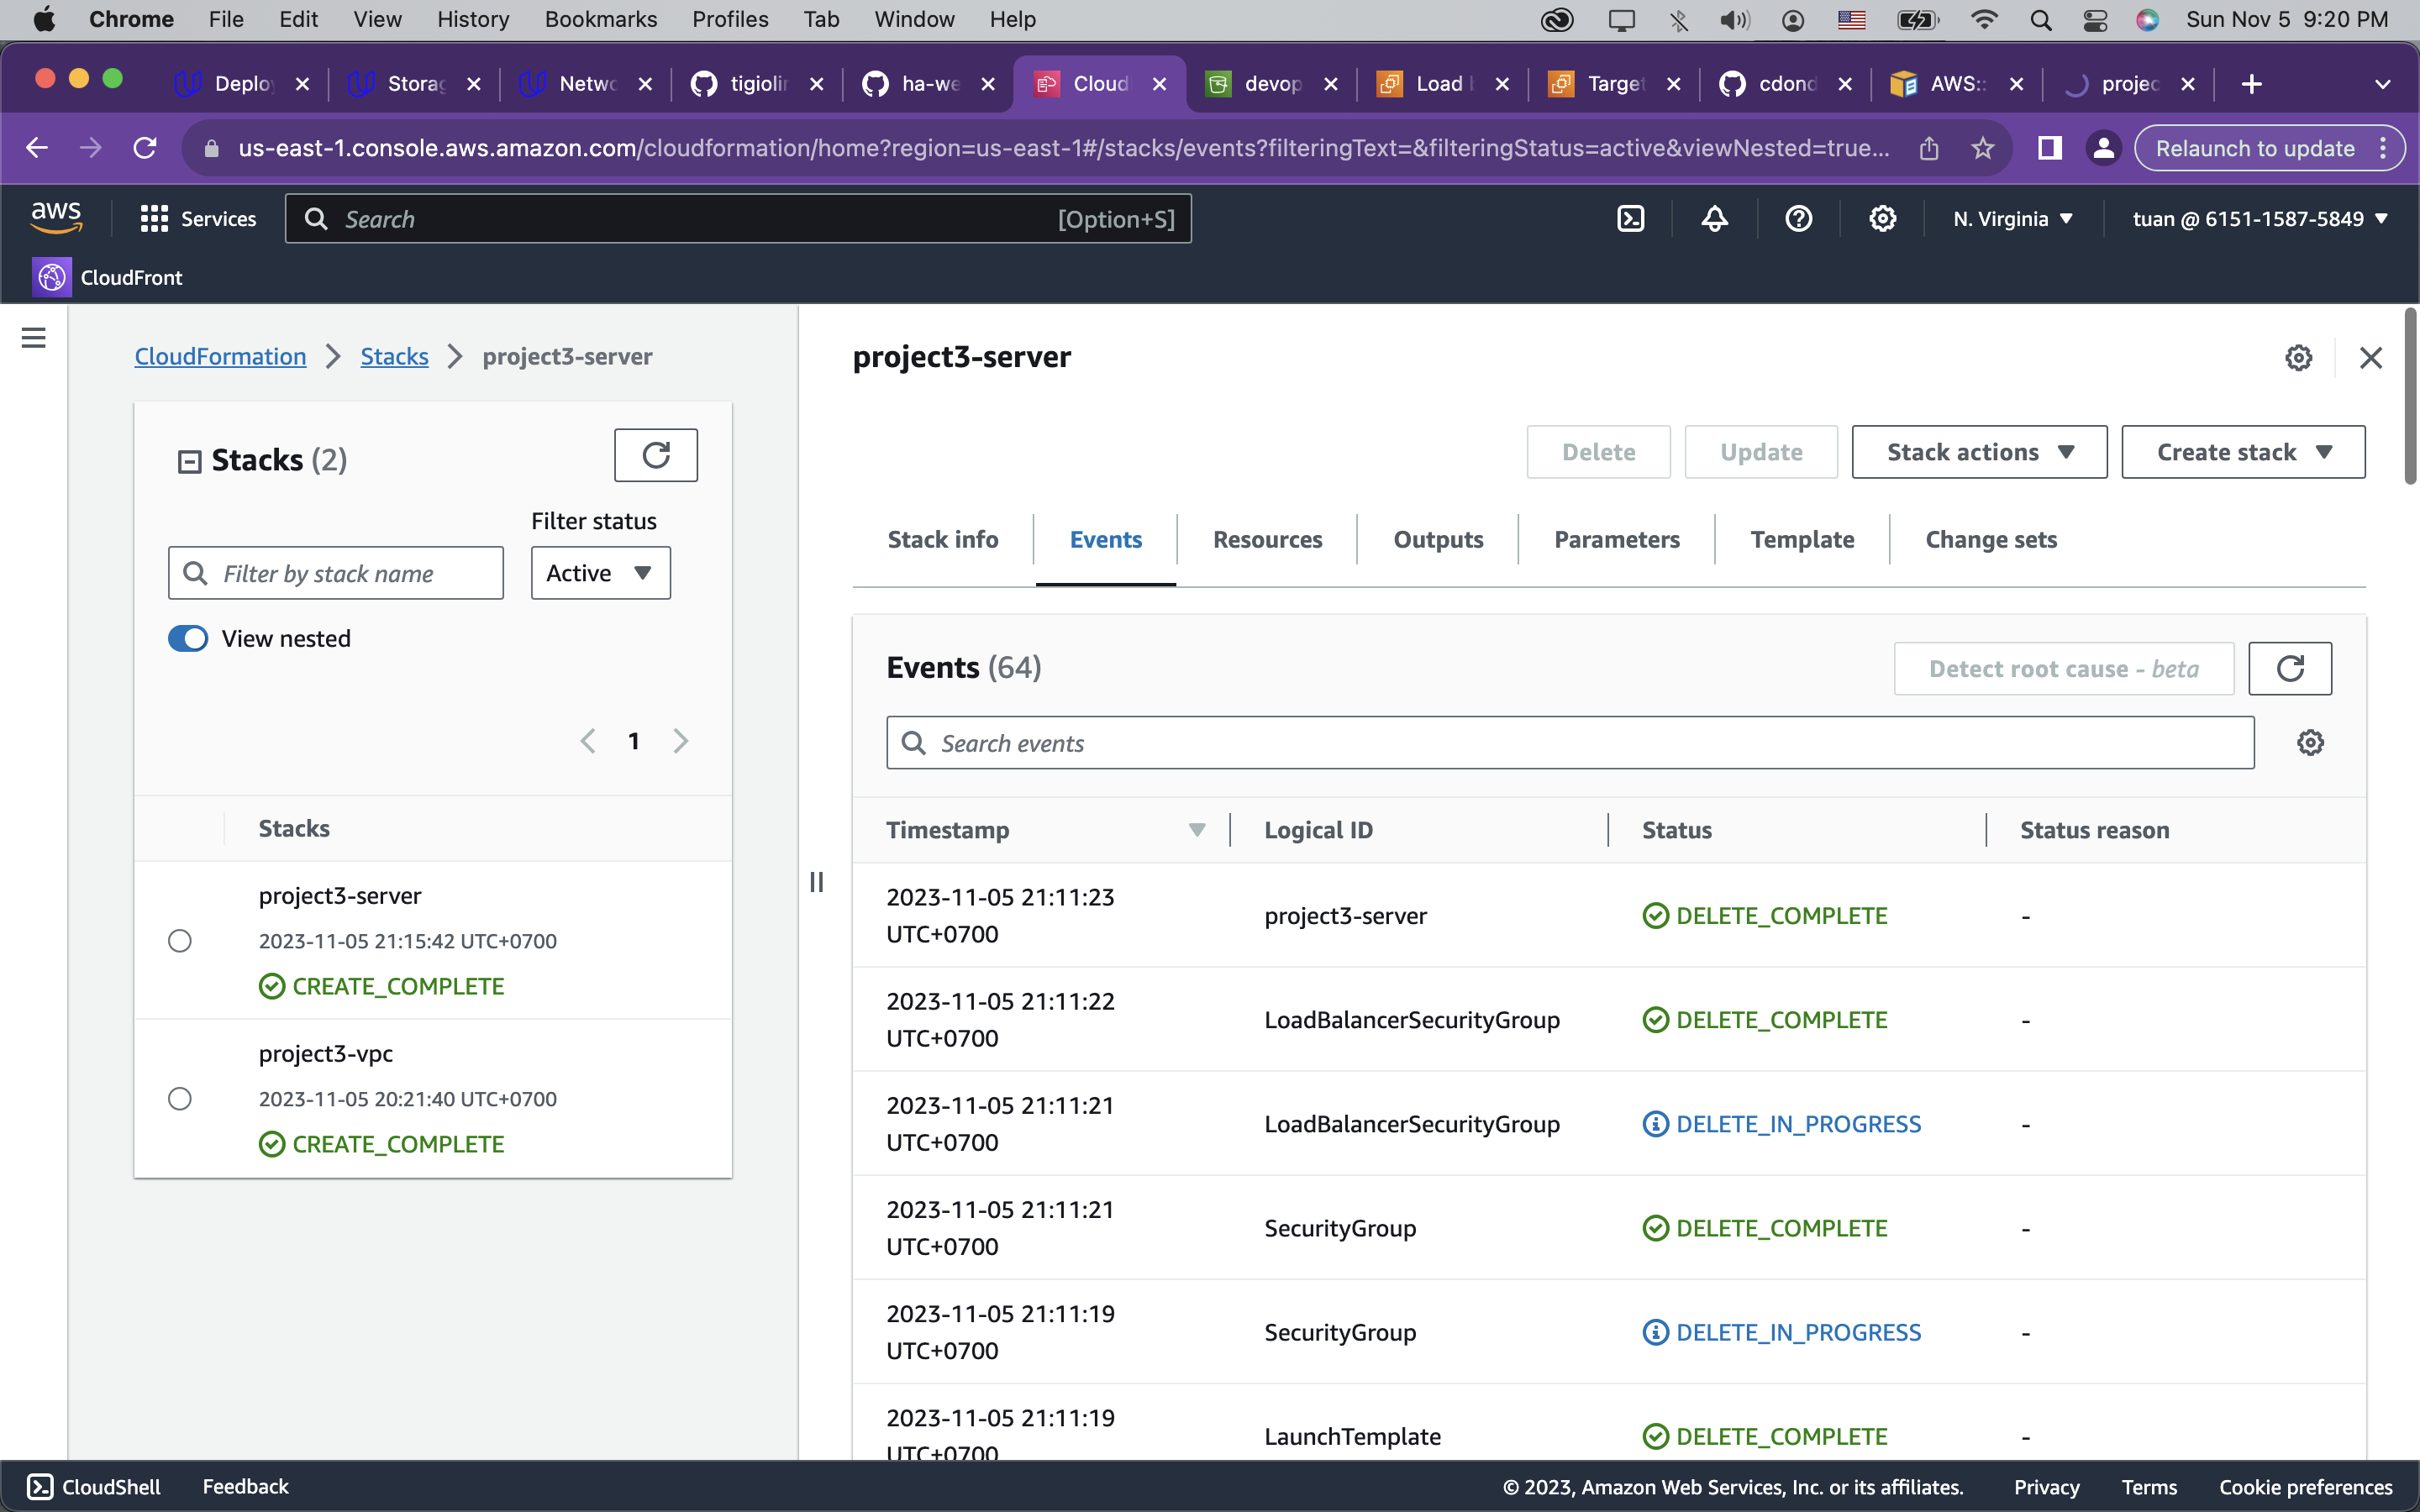 Chrome File Edit View History Bookmarks Profiles Tab Window Help Sun Nov 5 9:20 PM
Deploy Storag Netwo tigiolin ha-we Cloud devop Load Target cdond AWS:: projec
us-east-1.console.aws.amazon.com/cloudformation/home?region=us-east-1#/stacks/events?filteringText=&filteringStatus=active&viewNested=true... Relaunch to update
aws Services Search [Option+S] N. Virginia tuan @ 6151-1587-5849
CloudFront
CloudFormation Stacks project3-server
Stacks (2)
Filter status
Filter by stack name Active
View nested
1
Stacks
project3-server
2023-11-05 21:15:42 UTC+0700
CREATE_COMPLETE
project3-vpc
2023-11-05 20:21:40 UTC+0700
CREATE_COMPLETE
project3-server
Delete Update Stack actions Create stack
Stack info Events Resources Outputs Parameters Template Change sets
Events (64) Detect root cause - beta
Search events
Timestamp Logical ID Status Status reason
2023-11-05 21:11:23
UTC+0700 project3-server DELETE_COMPLETE -
2023-11-05 21:11:22
UTC+0700 LoadBalancerSecurityGroup DELETE_COMPLETE -
2023-11-05 21:11:21
UTC+0700 LoadBalancerSecurityGroup DELETE_IN_PROGRESS -
2023-11-05 21:11:21
UTC+0700 SecurityGroup DELETE_COMPLETE -
2023-11-05 21:11:19
UTC+0700 SecurityGroup DELETE_IN_PROGRESS -
2023-11-05 21:11:19
UTC+0700 LaunchTemplate DELETE_COMPLETE -
CloudShell Feedback © 2023, Amazon Web Services, Inc. or its affiliates. Privacy Terms Cookie preferences